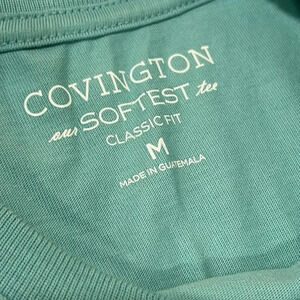 COVINGTON
our SOFTEST tee
CLASSIC FIT
M
MADE IN GUATEMALA